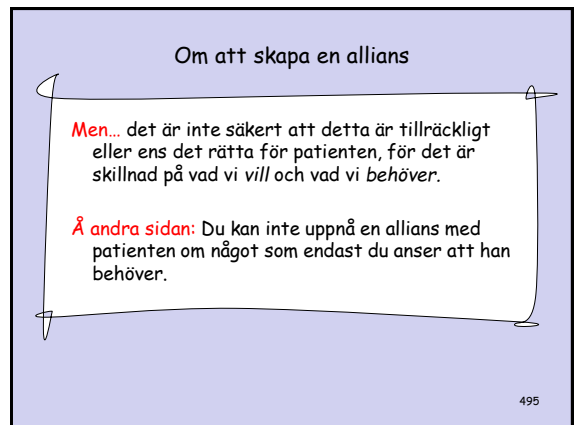 Om att skapa en allians
Men... det är inte säkert att detta är tillräckligt
eller ens det rätta för patienten, för det är
skillnad på vad vi vill och vad vi behöver.
Å andra sidan: Du kan inte uppnå en allians med
patienten om något som endast du anser att han
behöver.
495